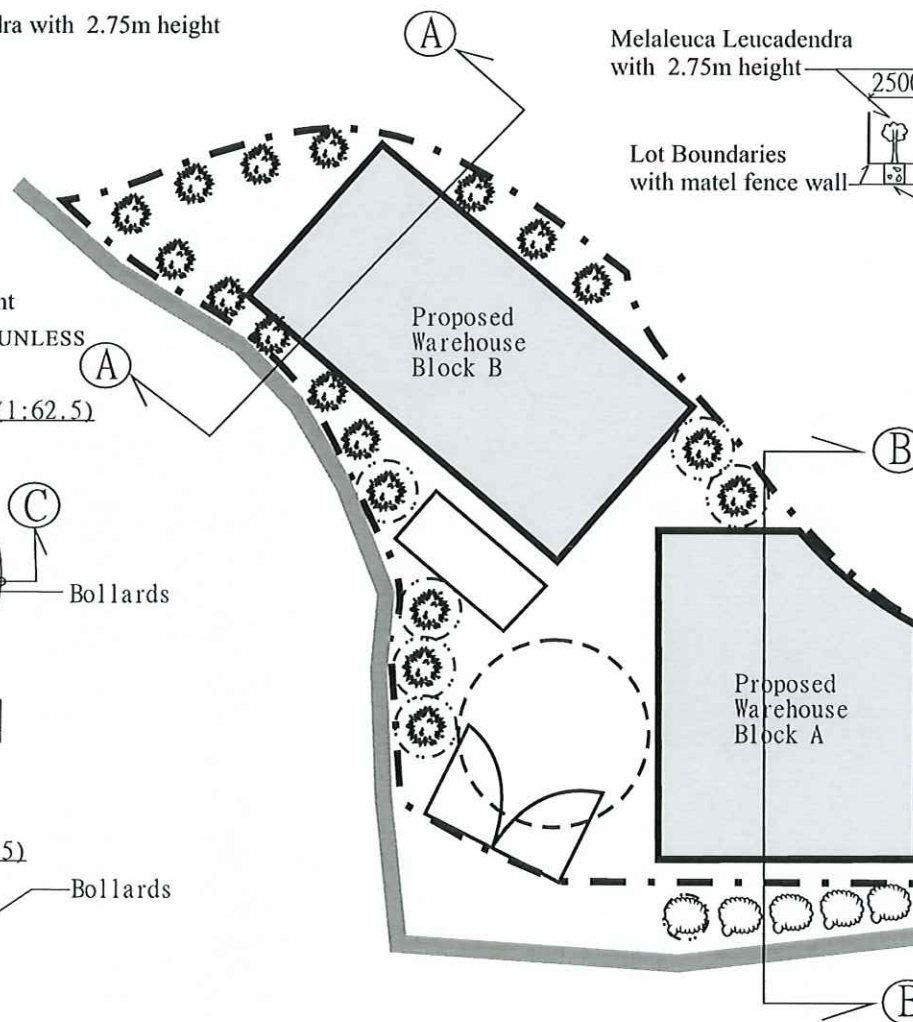 dra with 2.75m height
A
Melaleuca Leucadendra
with 2.75m height
2500
Lot Boundaries
with matel fence wall
nt
UNLESS
A
(1:62.5)
Proposed
Warehouse
Block B
B
C
Bollards
Proposed
Warehouse
Block A
5)
Bollards